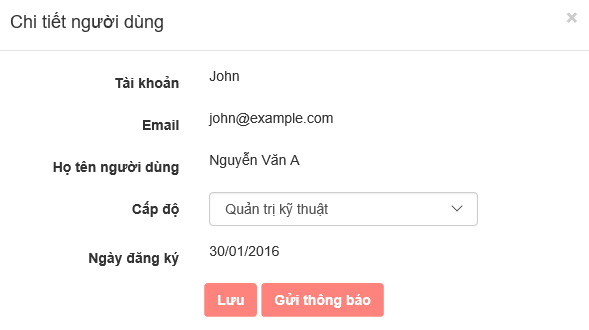 Chi tiết người dùng ×
Tài khoản John
Email john@example.com
Họ tên người dùng Nguyễn Văn A
Cấp độ Quản trị kỹ thuật
Ngày đăng ký 30/01/2016
Lưu Gửi thông báo